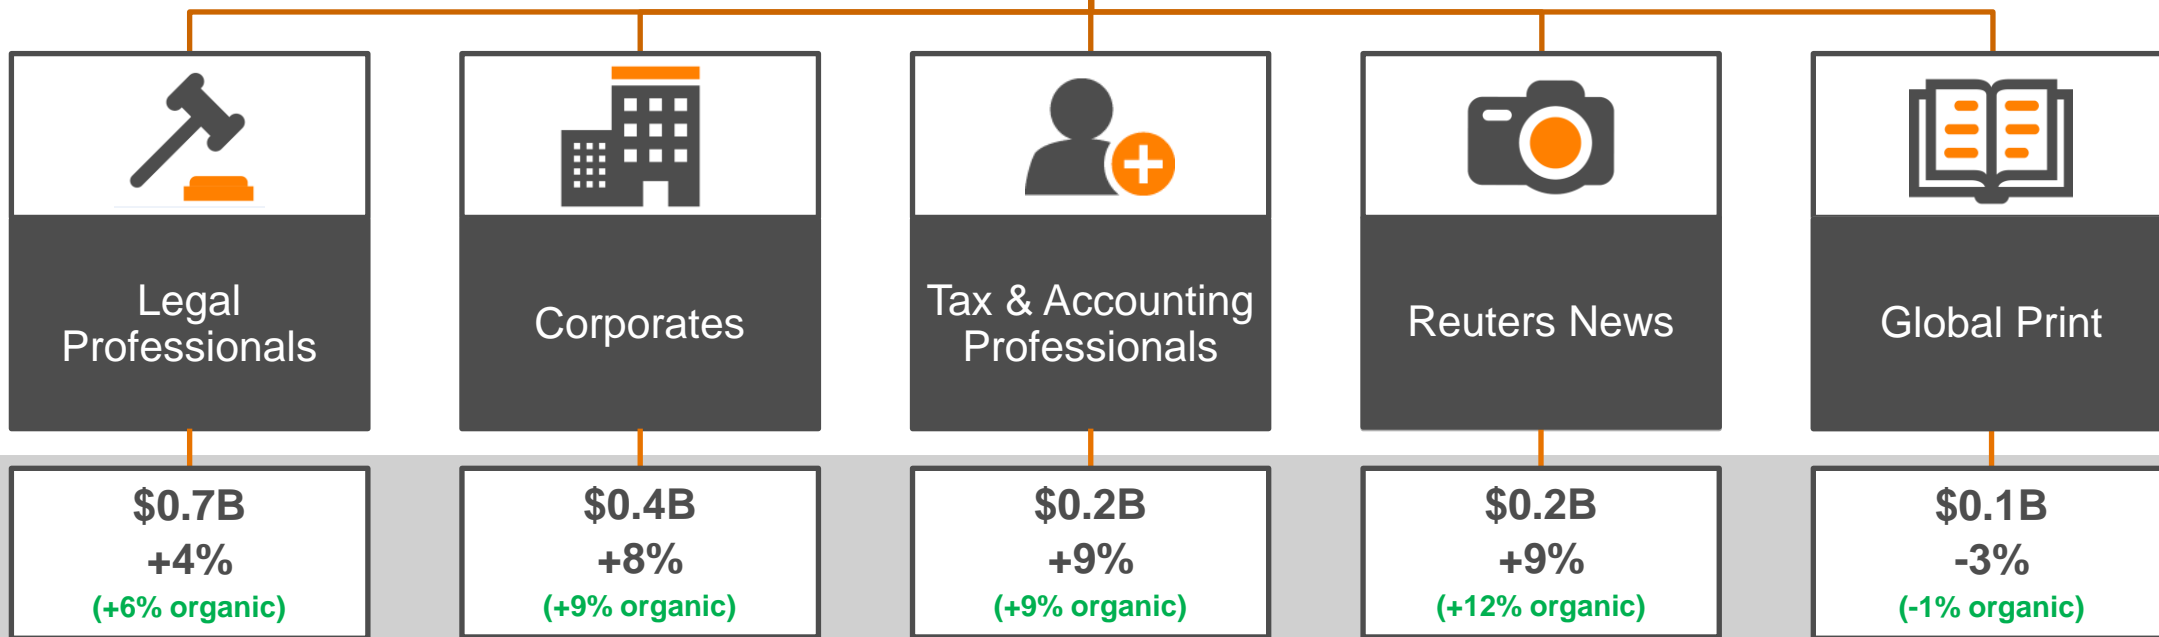 Legal
Professionals
Corporates
Tax & Accounting
Professionals
Reuters News
Global Print
$0.7B
+4%
(+6% organic)
$0.4B
+8%
(+9% organic)
$0.2B
+9%
(+9% organic)
$0.2B
+9%
(+12% organic)
$0.1B
-3%
(-1% organic)